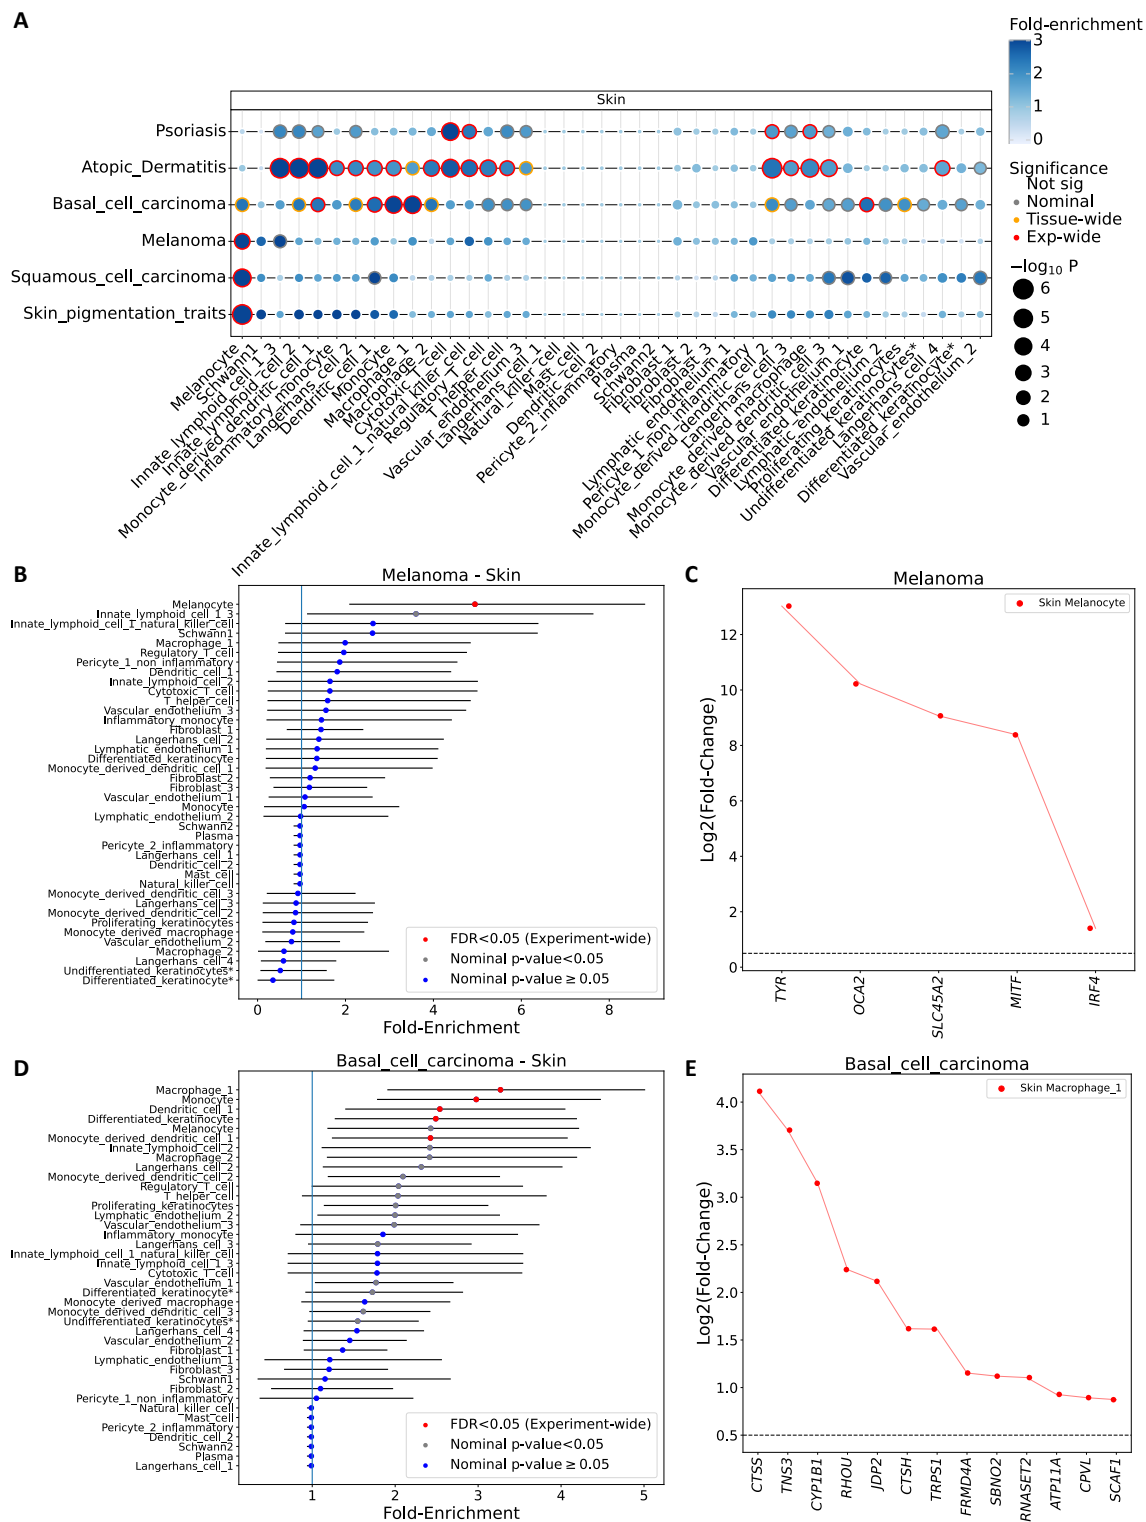 A
Fold-enrichment
3
2
1
0
Skin
Psoriasis
Atopic_Dermatitis
Basal_cell_carcinoma
Melanoma
Squamous_cell_carcinoma
Skin_pigmentation_traits
Significance
Not sig
Nominal
Tissue-wide
Exp-wide
−log10 P
6
5
4
3
2
1
Melanocyte
Schwann1
Innate_lymphoid_cell_1_3
Innate_lymphoid_cell_2
Monocyte_derived_dendritic_cell_1
Inflammatory_monocyte
Langerhans_cell_2
Dendritic_cell_1
Monocyte
Macrophage_1
Macrophage_2
Cytotoxic_T_cell
Innate_lymphoid_cell_1_natural_killer_cell
Regulatory_T_cell
T_helper_cell
Vascular_endothelium_3
Langerhans_cell_1
Natural_killer_cell
Mast_cell
Dendritic_cell_2
Pericyte_2_inflammatory
Plasma
Schwann2
Fibroblast_1
Fibroblast_2
Fibroblast_3
Lymphatic_endothelium_1
Pericyte_1_non_inflammatory
Monocyte_derived_dendritic_cell_2
Langerhans_cell_3
Monocyte_derived_macrophage
Monocyte_derived_dendritic_cell_3
Vascular_endothelium_1
Differentiated_keratinocyte
Lymphatic_endothelium_2
Proliferating_keratinocytes
Undifferentiated_keratinocytes*
Langerhans_cell_4
Differentiated_keratinocyte*
Vascular_endothelium_2
B
Melanoma - Skin
Melanocyte
Innate_lymphoid_cell_1_3
Innate_lymphoid_cell_1_natural_killer_cell
Schwann1
Macrophage_1
Regulatory_T_cell
Pericyte_1_non_inflammatory
Dendritic_cell_1
Innate_lymphoid_cell_2
Cytotoxic_T_cell
T_helper_cell
Vascular_endothelium_3
Inflammatory_monocyte
Fibroblast_1
Langerhans_cell_2
Lymphatic_endothelium_1
Differentiated_keratinocyte
Monocyte_derived_dendritic_cell_1
Fibroblast_2
Fibroblast_3
Vascular_endothelium_1
Monocyte
Lymphatic_endothelium_2
Schwann2
Plasma
Pericyte_2_inflammatory
Langerhans_cell_1
Dendritic_cell_2
Mast_cell
Natural_killer_cell
Monocyte_derived_dendritic_cell_3
Langerhans_cell_3
Monocyte_derived_dendritic_cell_2
Proliferating_keratinocytes
Monocyte_derived_macrophage
Vascular_endothelium_2
Macrophage_2
Langerhans_cell_4
Undifferentiated_keratinocytes*
Differentiated_keratinocyte*
FDR<0.05 (Experiment-wide)
Nominal p-value<0.05
Nominal p-value ≥ 0.05
0 2 4 6 8
Fold-Enrichment
C
Melanoma
Skin Melanocyte
Log2(Fold-Change)
12
10
8
6
4
2
0
TYR
OCA2
SLC45A2
MITF
IRF4
D
Basal_cell_carcinoma - Skin
Macrophage_1
Monocyte
Dendritic_cell_1
Differentiated_keratinocyte
Melanocyte
Monocyte_derived_dendritic_cell_1
Innate_lymphoid_cell_2
Macrophage_2
Langerhans_cell_2
Monocyte_derived_dendritic_cell_2
Regulatory_T_cell
T_helper_cell
Proliferating_keratinocytes
Lymphatic_endothelium_2
Vascular_endothelium_3
Inflammatory_monocyte
Langerhans_cell_3
Innate_lymphoid_cell_1_natural_killer_cell
Innate_lymphoid_cell_1_3
Cytotoxic_T_cell
Vascular_endothelium_1
Differentiated_keratinocyte*
Monocyte_derived_macrophage
Monocyte_derived_dendritic_cell_3
Undifferentiated_keratinocytes*
Langerhans_cell_4
Vascular_endothelium_2
Fibroblast_1
Lymphatic_endothelium_1
Fibroblast_3
Schwann1
Fibroblast_2
Pericyte_1_non_inflammatory
Natural_killer_cell
Mast_cell
Pericyte_2_inflammatory
Dendritic_cell_2
Schwann2
Plasma
Langerhans_cell_1
FDR<0.05 (Experiment-wide)
Nominal p-value<0.05
Nominal p-value ≥ 0.05
1 2 3 4 5
Fold-Enrichment
E
Basal_cell_carcinoma
Skin Macrophage_1
Log2(Fold-Change)
4.0
3.5
3.0
2.5
2.0
1.5
1.0
0.5
CTSS
TNS3
CYP1B1
RHOU
JDP2
CTSH
TRPS1
FRMD4A
SBNO2
RNASET2
ATP11A
CPVL
SCAF1